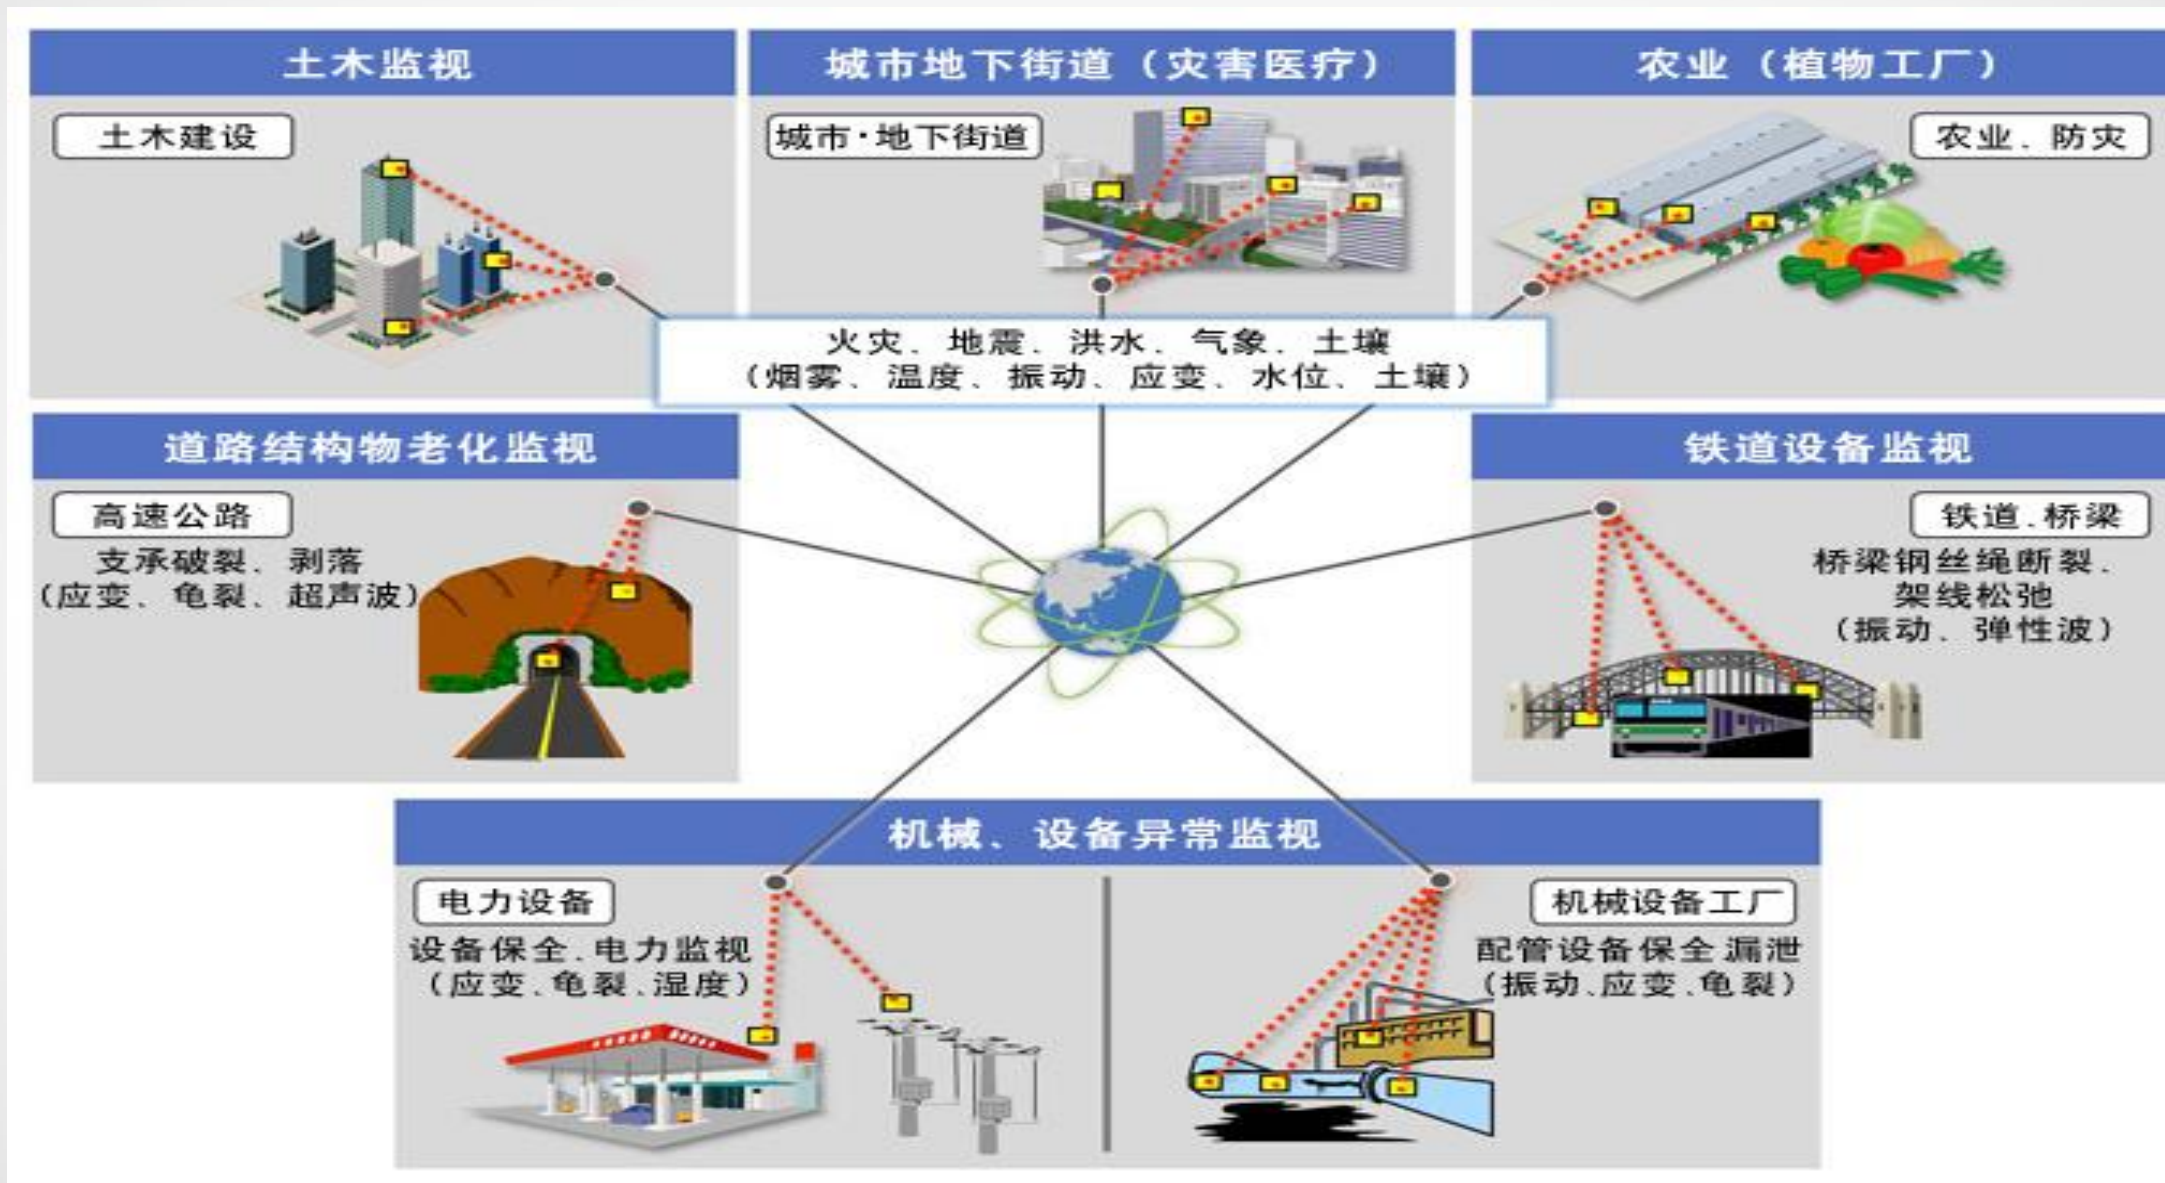 土木监视
土木建设
城市地下街道（灾害医疗）
城市·地下街道
农业（植物工厂）
农业、防灾
火灾、地震、洪水、气象、土壤
（烟雾、温度、振动、应变、水位、土壤）
道路结构物老化监视
高速公路
支承破裂、剥落
（应变、龟裂、超声波）
铁道设备监视
铁道、桥梁
桥梁钢丝绳断裂、
架线松弛
（振动、弹性波）
机械、设备异常监视
电力设备
设备保全、电力监视
（应变、龟裂、湿度）
机械设备工厂
配管设备保全漏泄
（振动、应变、龟裂）